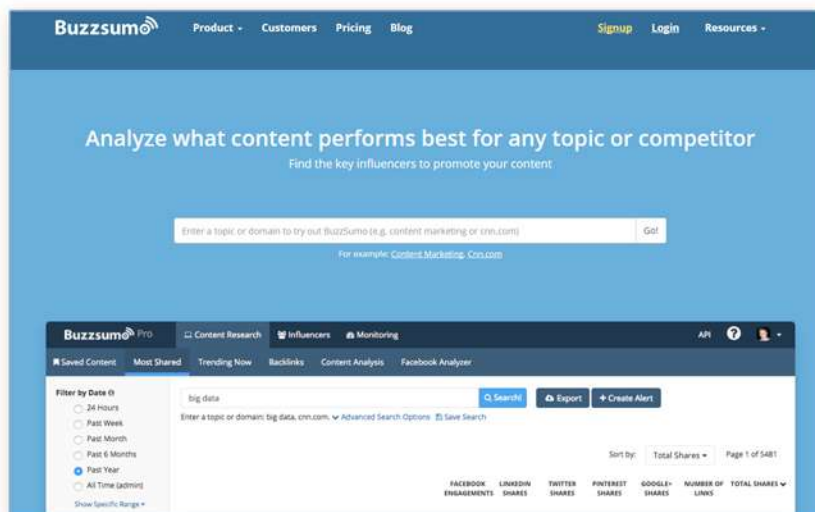 Buzzsumo Product Customers Pricing Blog Signup Login Resources
Analyze what content performs best for any topic or competitor
Find the key influencers to promote your content
Enter a topic or domain to try out BuzzSumo (e.g. content marketing or cnn.com) Go!
For example: Content Marketing, Cnn.com
Buzzsumo Pro Content Research Influencers Monitoring API ?
Saved Content Most Shared Trending Now Backlinks Content Analysis Facebook Analyzer
Filter by Date
24 Hours
Past Week
Past Month
Past 6 Months
Past Year
All Time (admin)
Show Specific Range
big data Search! Export + Create Alert
Enter a topic or domain: big data, cnn.com. Advanced Search Options Save Search
Sort by: Total Shares Page 1 of 5481
FACEBOOK ENGAGEMENTS LINKEDIN SHARES TWITTER SHARES PINTEREST SHARES GOOGLE+ SHARES NUMBER OF LINKS TOTAL SHARES